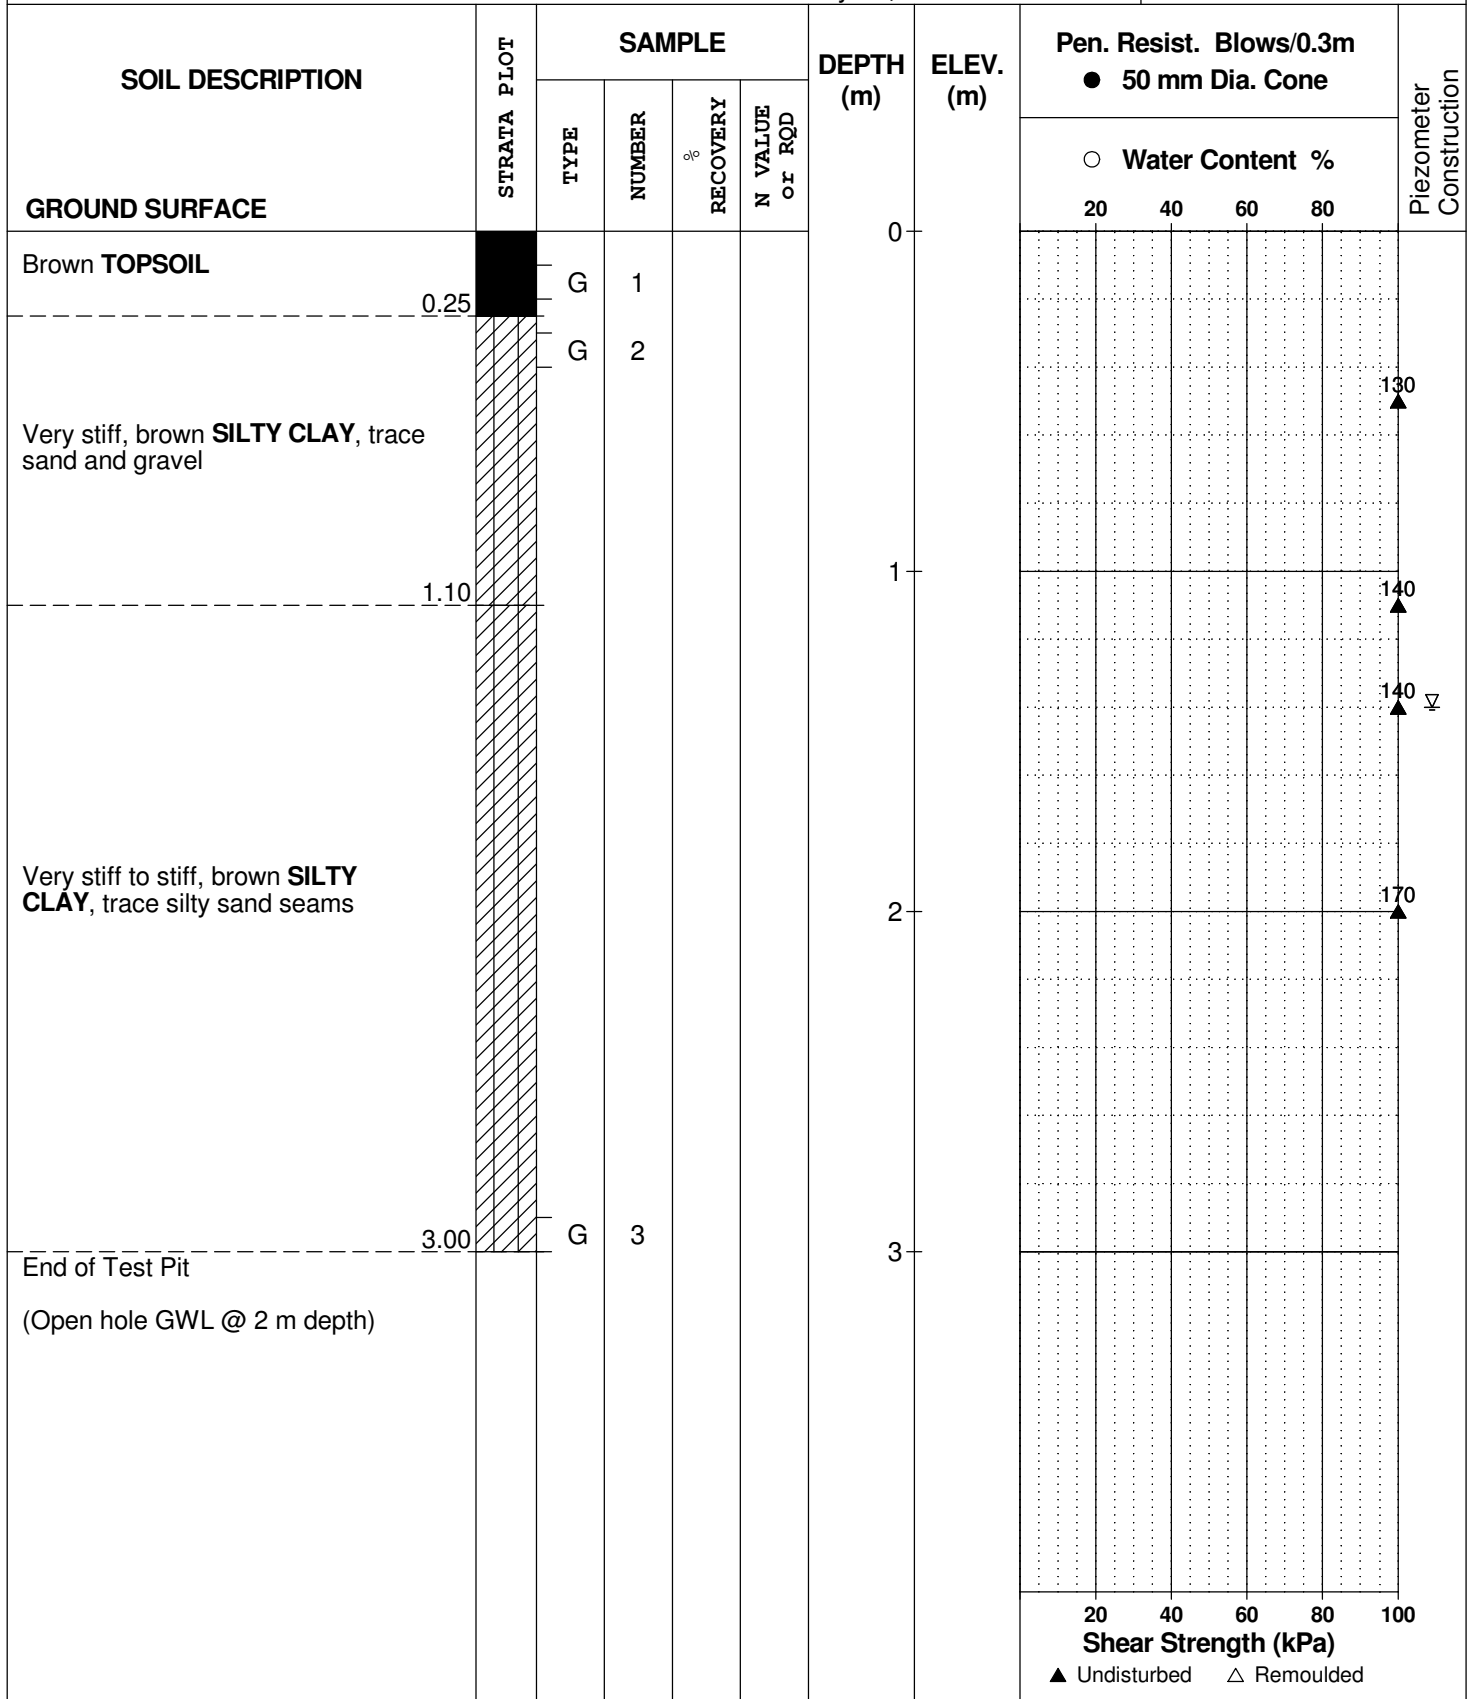 SOIL DESCRIPTION
GROUND SURFACE
STRATA PLOT
SAMPLE
TYPE
NUMBER
%
RECOVERY
N VALUE
or RQD
DEPTH
(m)
ELEV.
(m)
Pen. Resist. Blows/0.3m
● 50 mm Dia. Cone
○ Water Content %
20 40 60 80
Piezometer
Construction
0
Brown TOPSOIL
G 1
0.25
G 2
130
Very stiff, brown SILTY CLAY, trace
sand and gravel
1
1.10
140
140
Very stiff to stiff, brown SILTY
CLAY, trace silty sand seams
170
2
3.00
G 3
3
End of Test Pit
(Open hole GWL @ 2 m depth)
20 40 60 80 100
Shear Strength (kPa)
▲ Undisturbed △ Remoulded